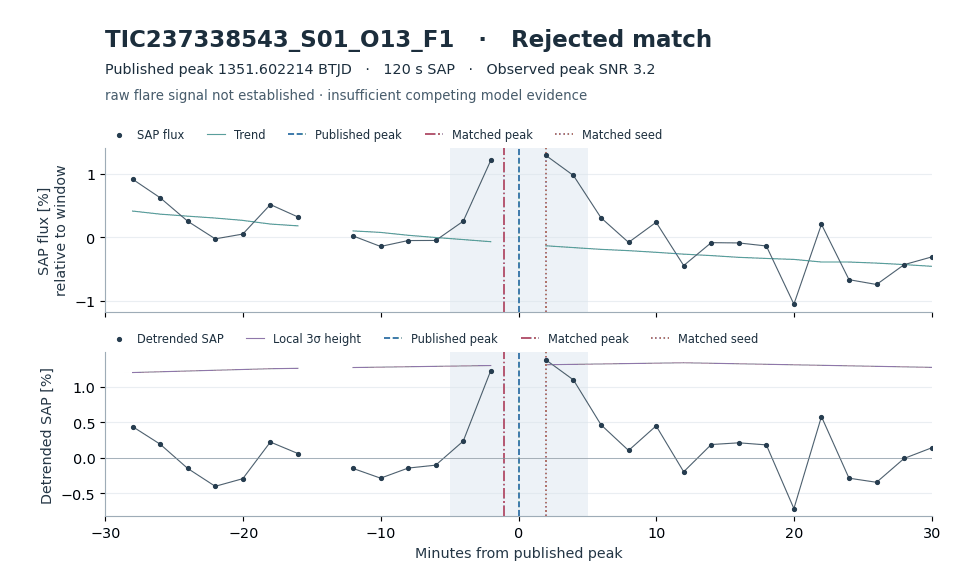 TIC237338543_S01_O13_F1 · Rejected match
Published peak 1351.602214 BTJD · 120 s SAP · Observed peak SNR 3.2
raw flare signal not established · insufficient competing model evidence
SAP flux Trend Published peak Matched peak Matched seed
SAP flux [%]
relative to window
1
0
−1
Detrended SAP Local 3σ height Published peak Matched peak Matched seed
Detrended SAP [%]
1.0
0.5
0.0
−0.5
−30 −20 −10 0 10 20 30
Minutes from published peak